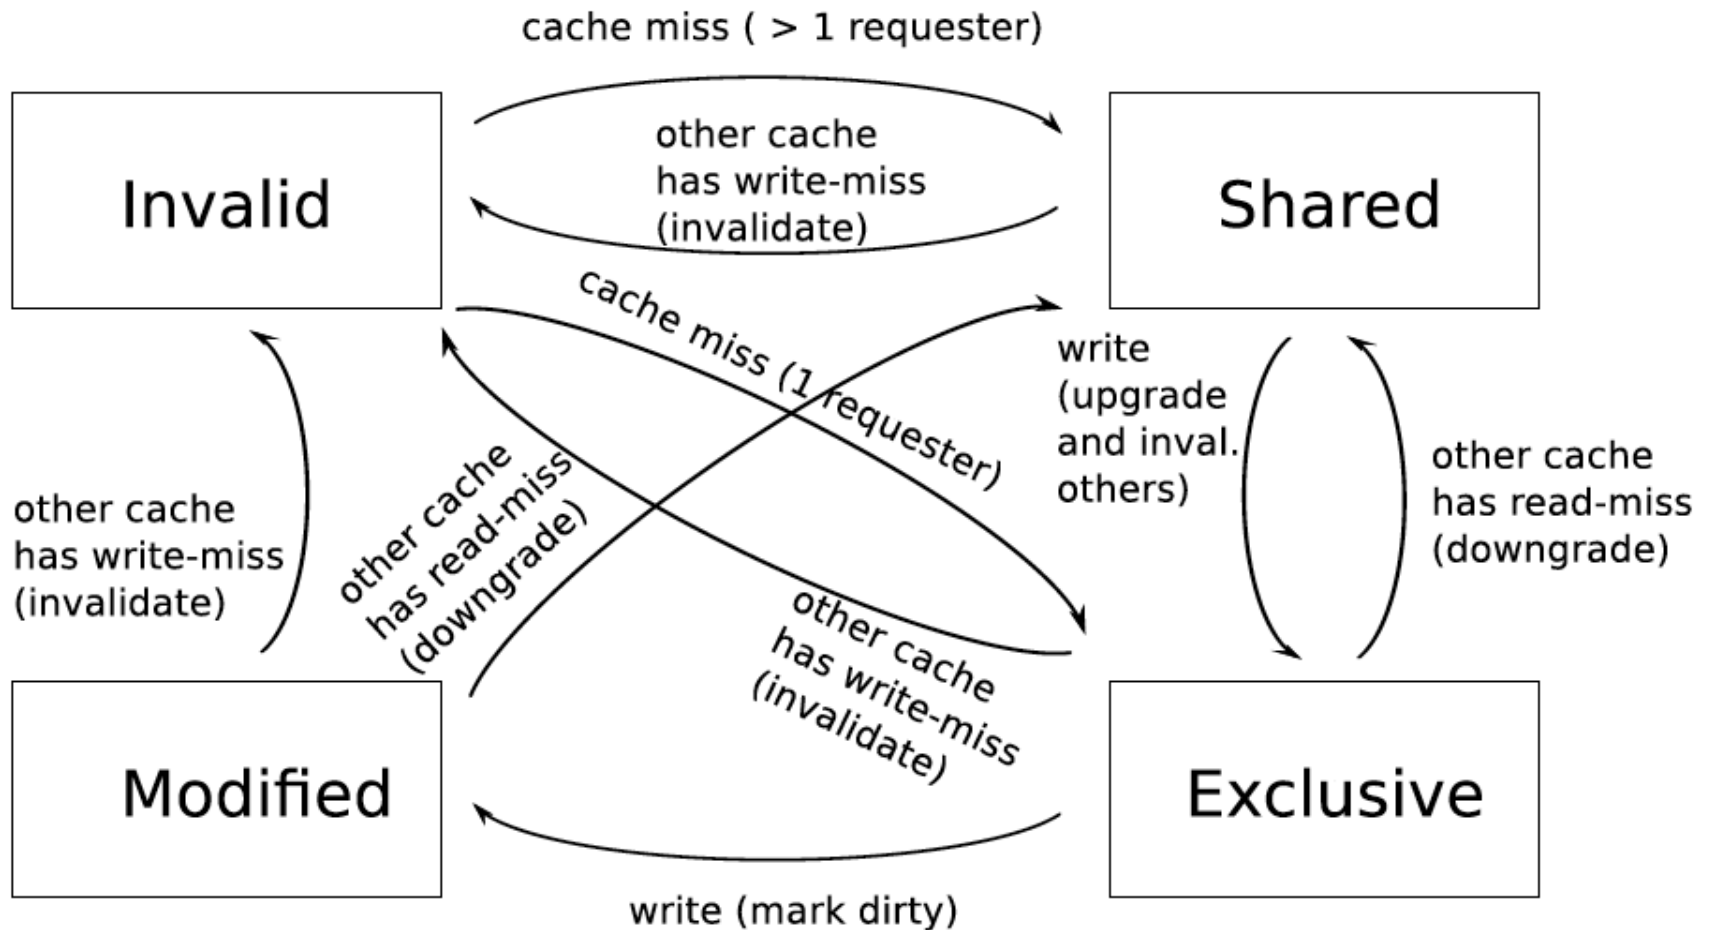 cache miss ( > 1 requester)
Invalid
other cache
has write-miss
(invalidate)
Shared
cache miss (1 requester)
write
(upgrade
and inval.
others)
other cache
has read-miss
(downgrade)
other cache
has write-miss
(invalidate)
other cache
has read-miss
(downgrade)
other cache
has write-miss
(invalidate)
Modified
Exclusive
write (mark dirty)